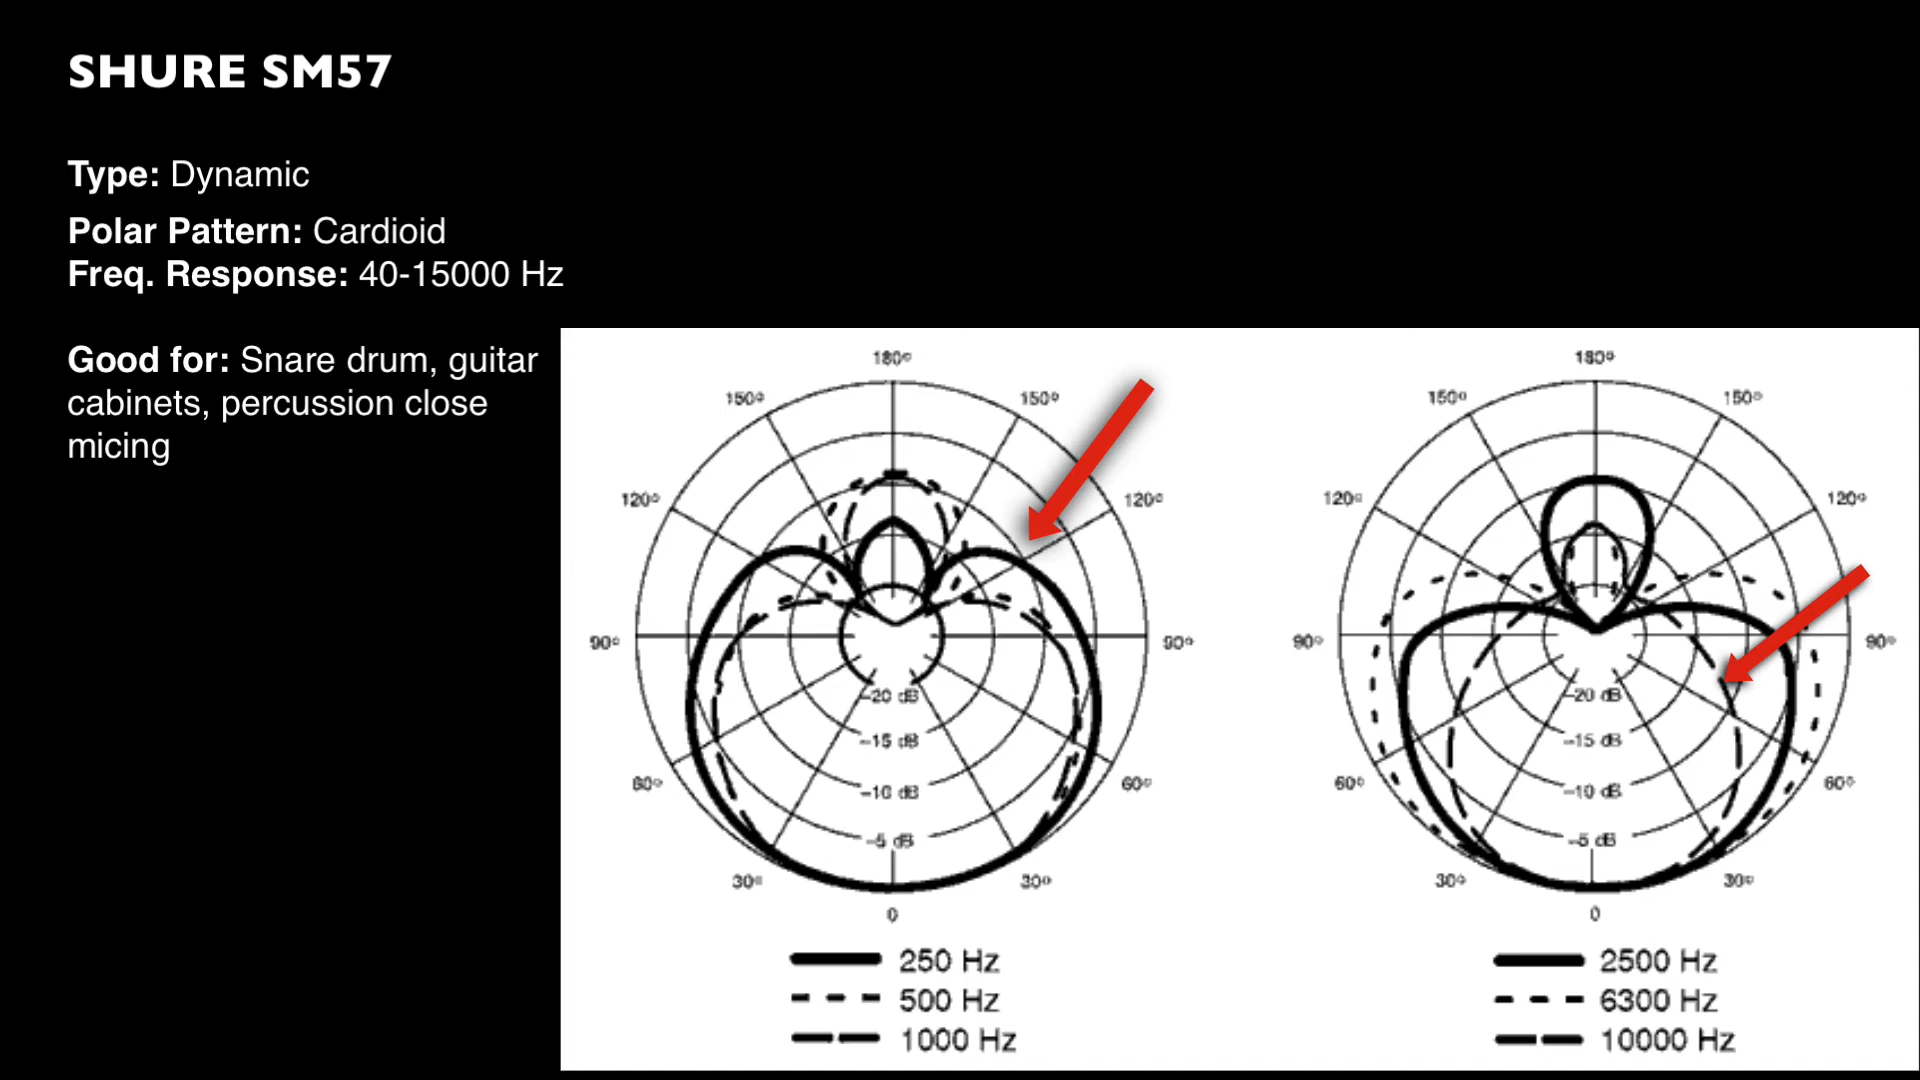 SHURE SM57
Type: Dynamic
Polar Pattern: Cardioid
Freq. Response: 40-15000 Hz
Good for: Snare drum, guitar
cabinets, percussion close
micing
180°
150° 150°
120° 120°
90° 90°
–20 dB
–15 dB
60° 60°
–10 dB
–5 dB
30° 30°
0
250 Hz
500 Hz
1000 Hz
180°
150° 150°
120° 120°
90° 90°
–20 dB
–15 dB
60° 60°
–10 dB
–5 dB
30° 30°
0
2500 Hz
6300 Hz
10000 Hz